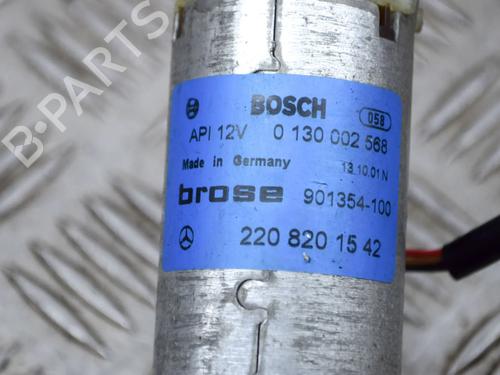 B-PARTS
BOSCH 058
API 12V 0 130 002 568
Made in Germany 13.10.01 N
brose 901354-100
220 820 15 42